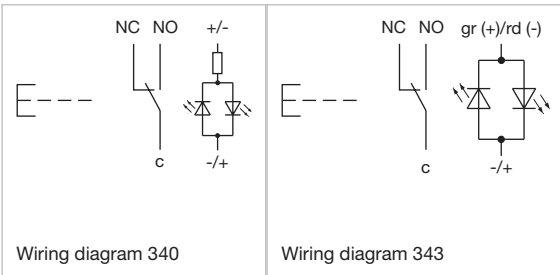 NC NO +/-
c -/+
Wiring diagram 340
NC NO gr (+)/rd (-)
c -/+
Wiring diagram 343